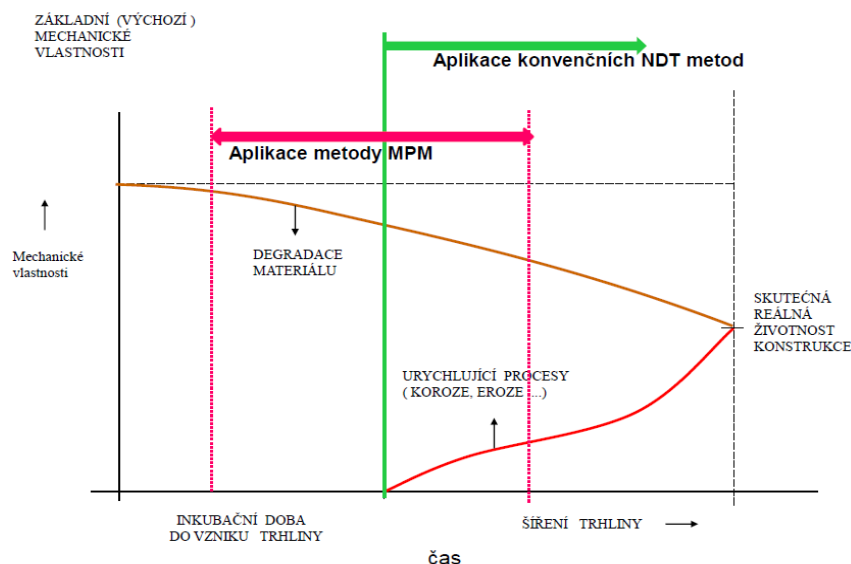 ZÁKLADNÍ (VÝCHOZÍ )
MECHANICKÉ
VLASTNOSTI
Aplikace konvenčních NDT metod
Aplikace metody MPM
Mechanické
vlastnosti
DEGRADACE
MATERIÁLU
SKUTEČNÁ
REÁLNÁ
ŽIVOTNOST
KONSTRUKCE
URYCHLUJÍCÍ PROCESY
( KOROZE, EROZE ...)
INKUBAČNÍ DOBA
DO VZNIKU TRHLINY
ŠÍŘENÍ TRHLINY
čas